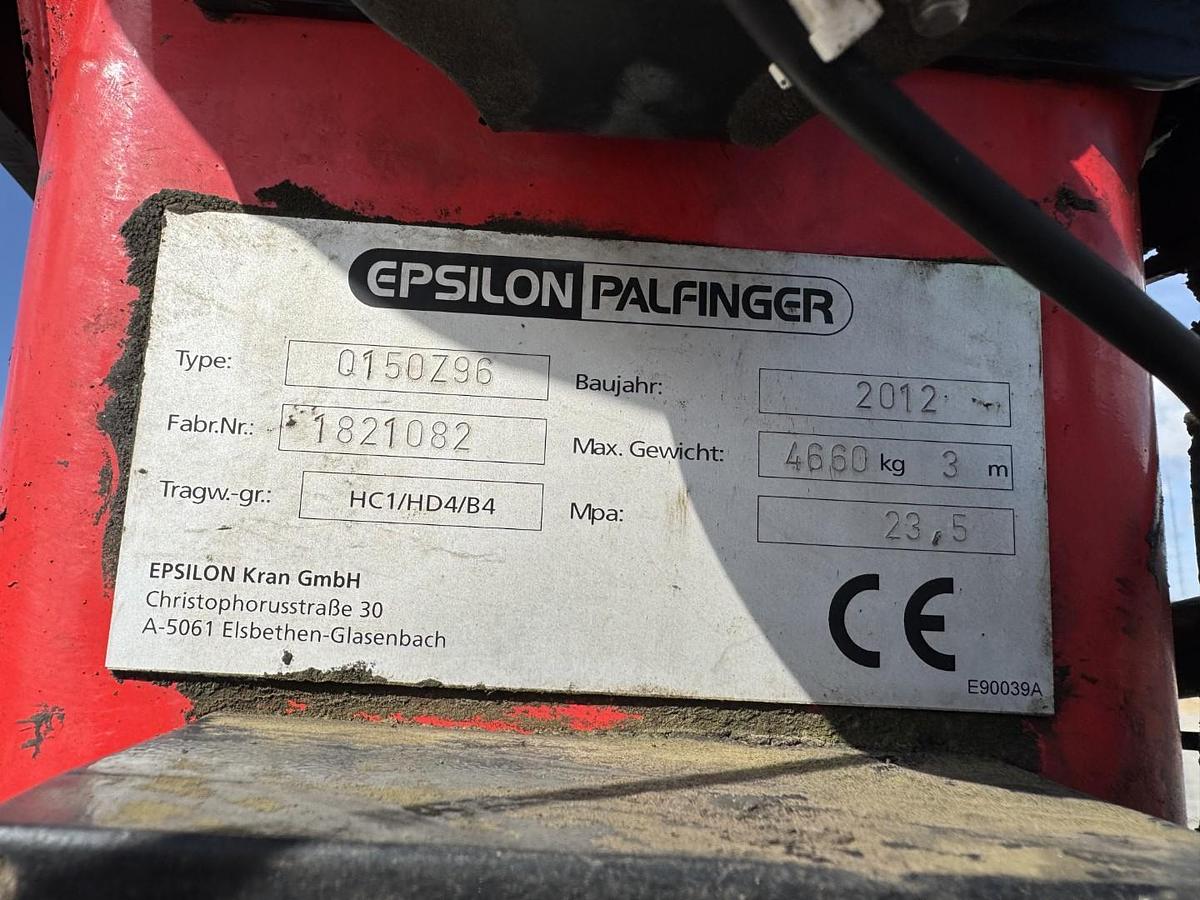 EPSILON PALFINGER
Type: Q150Z96
Baujahr: 2012
Fabr.Nr.: 1821082
Max. Gewicht: 4660 kg 3 m
Tragw.-gr.: HC1/HD4/B4
Mpa: 23,5
EPSILON Kran GmbH
Christophorusstraße 30
A-5061 Elsbethen-Glasenbach
CE
E90039A